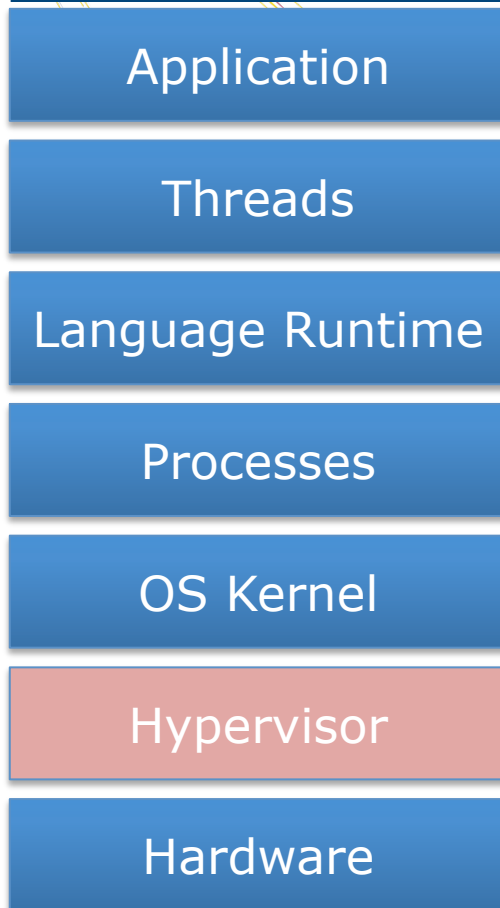 Application
Threads
Language Runtime
Processes
OS Kernel
Hypervisor
Hardware